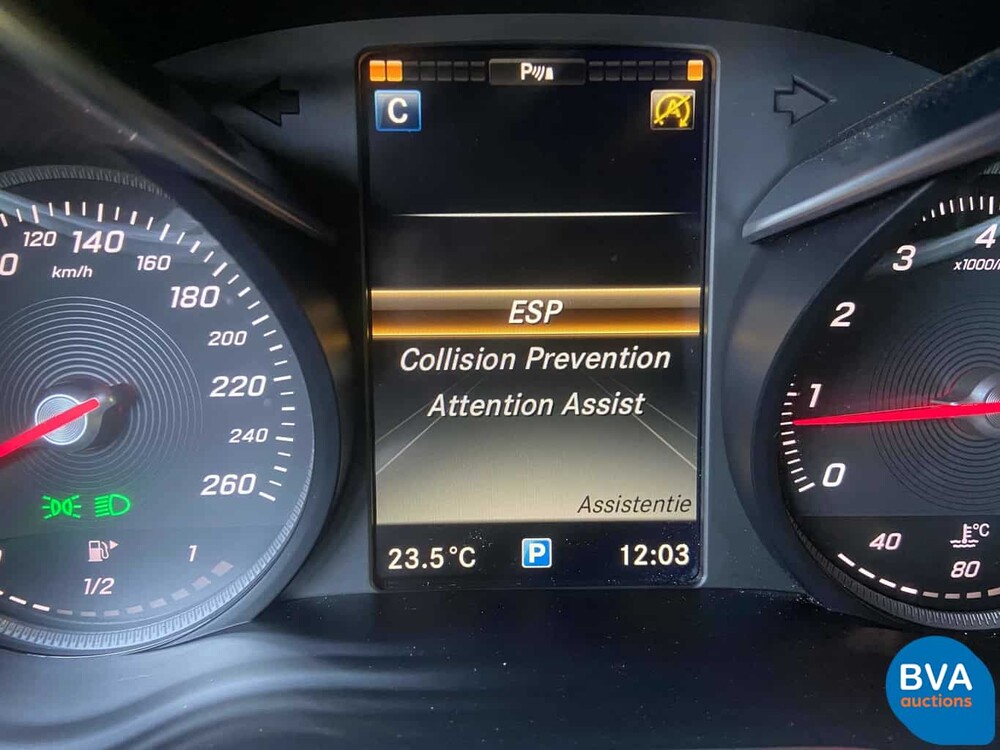 P
C
A
120 140
0
km/h
160
180
200
220
240
260
1/2
1
ESP
Collision Prevention
Attention Assist
Assistentie
23.5°C P 12:03
4
x1000/
3
2
1
0
°C
40
80
BVA
auctions